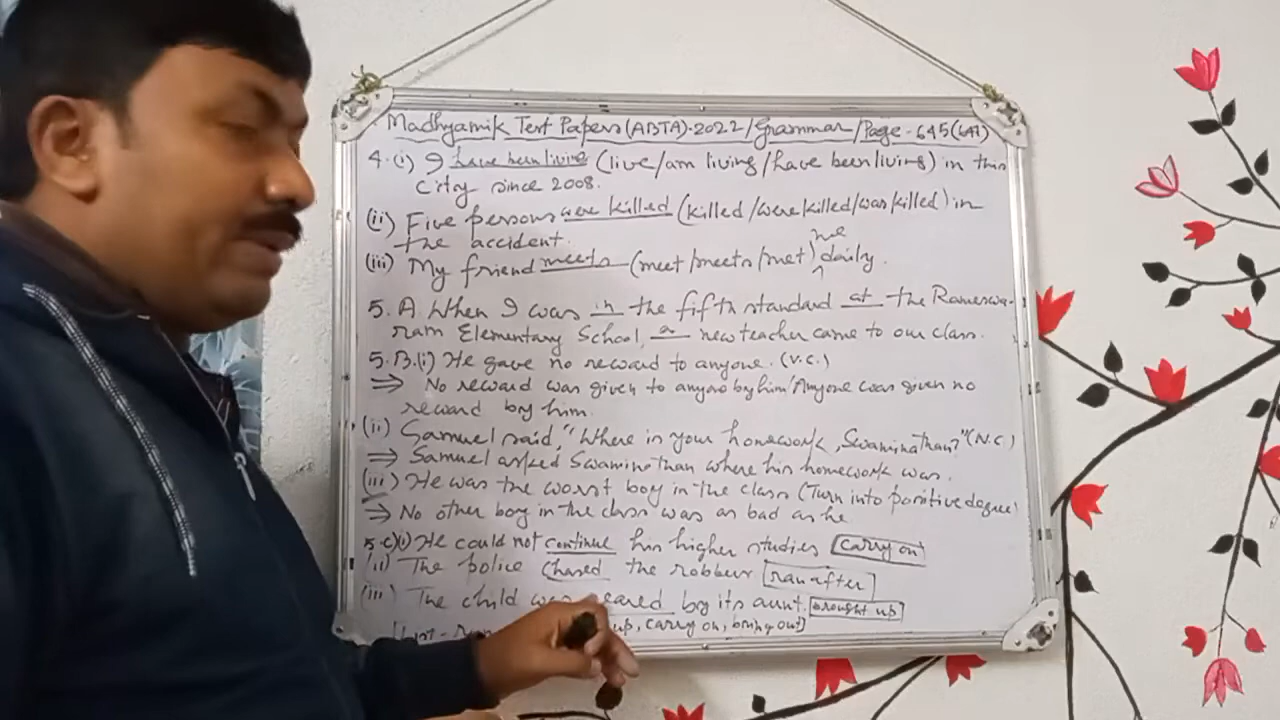 Madhyamik Test Papers (ABTA)-2022/Grammar/Page-645(641)
4. (i) I have been living (live/am living/have been living) in this
city since 2008.
(ii) Five persons were killed (killed/were killed/was killed) in
the accident.
me
(iii) My friend meets (meet/meets/met) ^ daily.
5. A. When I was in the fifth standard at the Rameswa-
ram Elementary School, a new teacher came to our class.
5. B. (i) He gave no reward to anyone. (V.C.)
⇒ No reward was given to anyone by him/Anyone was given no
reward by him.
(ii) Samuel said, "Where is your homework, Swaminathan?" (N.C)
⇒ Samuel asked Swaminathan where his homework was.
(iii) He was the worst boy in the class (Turn into positive degree)
⇒ No other boy in the class was as bad as he
5. C) (i) He could not continue his higher studies carry on
(ii) The police chased the robbers ran after
(iii) The child was reared by its aunt. brought up
up, carry on, bring out]